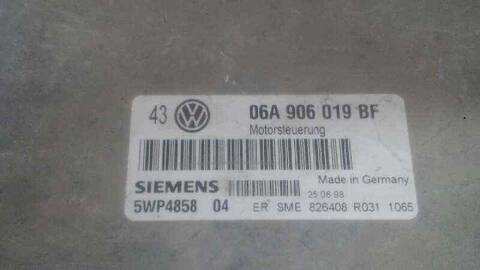 43 06A 906 019 BF
Motorsteuerung
Made in Germany
SIEMENS 25.06.98
5WP4858 04 ER SME 826408 R031 1065